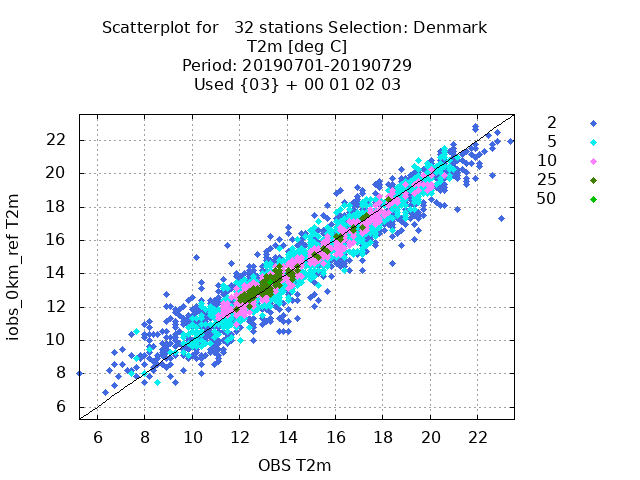 Scatterplot for   32 stations Selection: Denmark
T2m [deg C]
Period: 20190701-20190729
Used {03} + 00 01 02 03
2
5
10
25
50
22
20
18
16
14
12
10
8
6
iobs_0km_ref T2m
6 8 10 12 14 16 18 20 22
OBS T2m